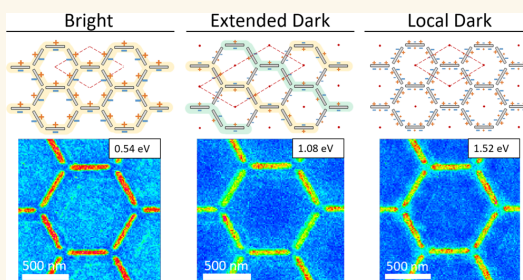 Bright
Extended Dark
Local Dark
0.54 eV
1.08 eV
1.52 eV
500 nm
500 nm
500 nm